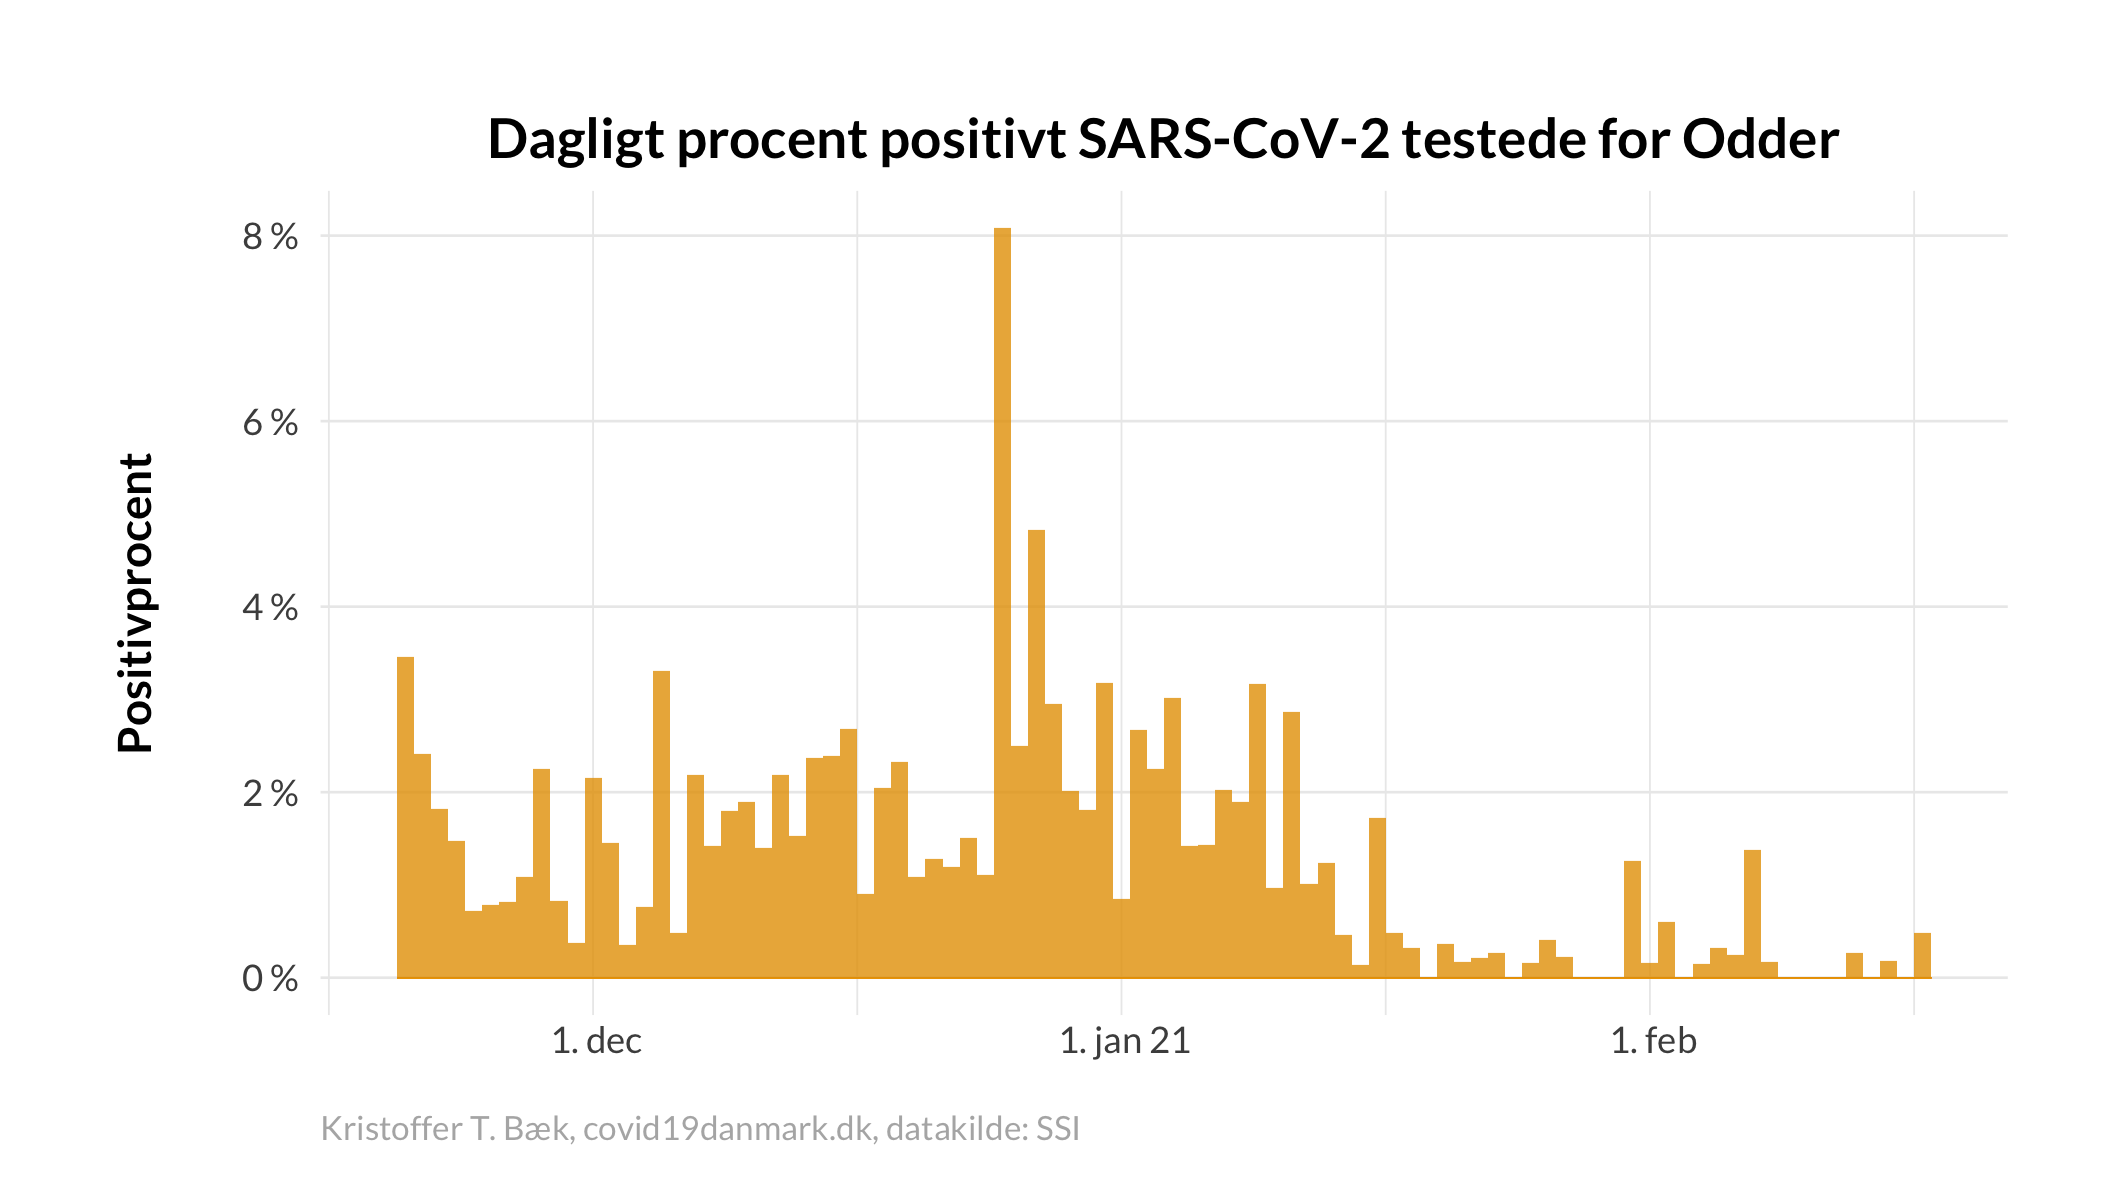 Dagligt procent positivt SARS-CoV-2 testede for Odder
Positivprocent
8 %
6 %
4 %
2 %
0 %
1. dec
1. jan 21
1. feb
Kristoffer T. Bæk, covid19danmark.dk, datakilde: SSI